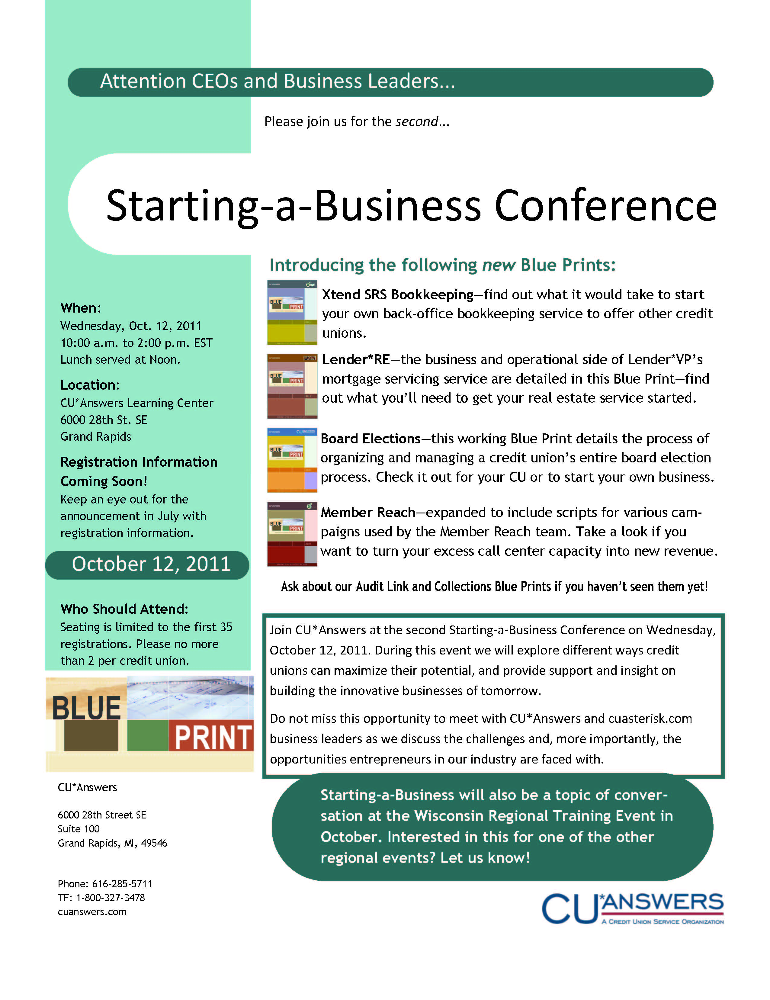 Attention CEOs and Business Leaders...
Please join us for the second...
Starting-a-Business Conference
When:
Wednesday, Oct. 12, 2011
10:00 a.m. to 2:00 p.m. EST
Lunch served at Noon.
Location:
CU*Answers Learning Center
6000 28th St. SE
Grand Rapids
Registration Information
Coming Soon!
Keep an eye out for the
announcement in July with
registration information.
October 12, 2011
Who Should Attend:
Seating is limited to the first 35
registrations. Please no more
than 2 per credit union.
BLUE
PRINT
CU*Answers
6000 28th Street SE
Suite 100
Grand Rapids, MI, 49546
Phone: 616-285-5711
TF: 1-800-327-3478
cuanswers.com
Introducing the following new Blue Prints:
BLUE
PRINT
Xtend SRS Bookkeeping—find out what it would take to start
your own back-office bookkeeping service to offer other credit
unions.
BLUE
PRINT
Lender*RE—the business and operational side of Lender*VP’s
mortgage servicing service are detailed in this Blue Print—find
out what you’ll need to get your real estate service started.
CU*ANSWERS
BLUE
PRINT
Board Elections—this working Blue Print details the process of
organizing and managing a credit union’s entire board election
process. Check it out for your CU or to start your own business.
BLUE
PRINT
Member Reach—expanded to include scripts for various cam-
paigns used by the Member Reach team. Take a look if you
want to turn your excess call center capacity into new revenue.
Ask about our Audit Link and Collections Blue Prints if you haven’t seen them yet!
Join CU*Answers at the second Starting-a-Business Conference on Wednesday,
October 12, 2011. During this event we will explore different ways credit
unions can maximize their potential, and provide support and insight on
building the innovative businesses of tomorrow.
Do not miss this opportunity to meet with CU*Answers and cuasterisk.com
business leaders as we discuss the challenges and, more importantly, the
opportunities entrepreneurs in our industry are faced with.
Starting-a-Business will also be a topic of conver-
sation at the Wisconsin Regional Training Event in
October. Interested in this for one of the other
regional events? Let us know!
CU*ANSWERS
A CREDIT UNION SERVICE ORGANIZATION